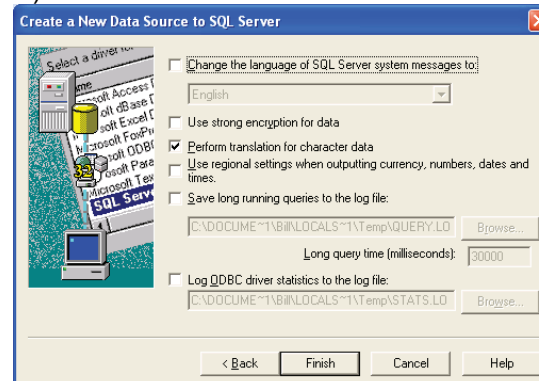 Create a New Data Source to SQL Server
Select a driver for
Change the language of SQL Server system messages to:
English
Use strong encryption for data
Perform translation for character data
Use regional settings when outputting currency, numbers, dates and
times.
Save long running queries to the log file:
C:\DOCUME~1\Bill\LOCALS~1\Temp\QUERY.LO
Browse...
Long query time (milliseconds):
30000
Log ODBC driver statistics to the log file:
C:\DOCUME~1\Bill\LOCALS~1\Temp\STATS.LO
Browse...
< Back
Finish
Cancel
Help